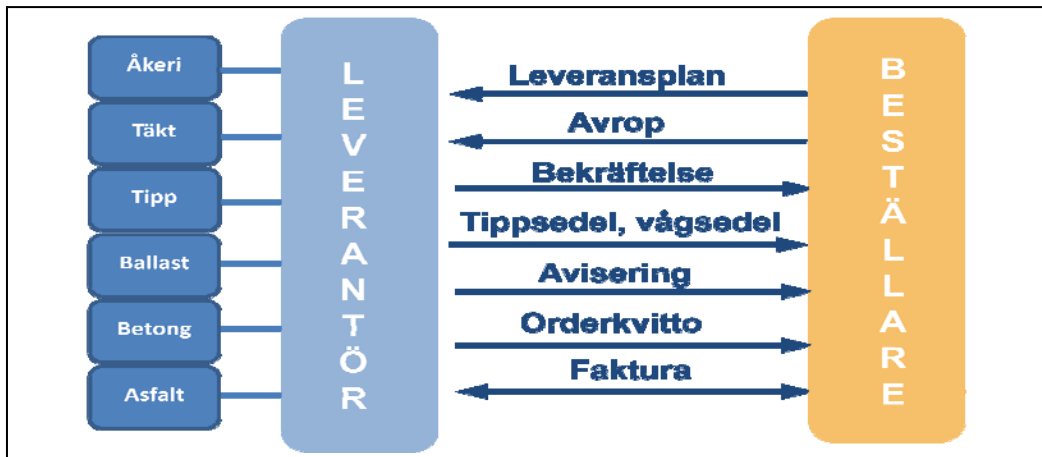 Åkeri
Täkt
Tipp
Ballast
Betong
Asfalt
LEVERANTÖR
Leveransplan
Avrop
Bekräftelse
Tippsedel, vågsedel
Avisering
Orderkvitto
Faktura
BESTÄLLARE